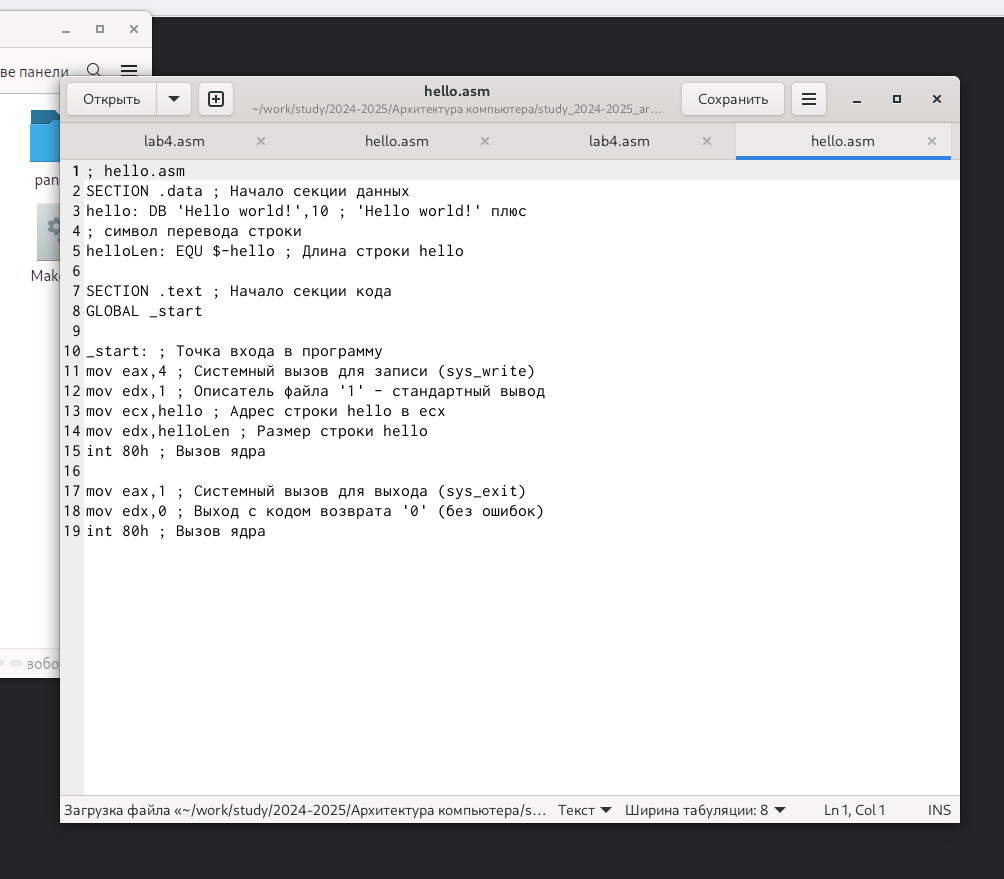 ве панели
pan
Mak
вобо
Открыть
hello.asm
~/work/study/2024-2025/Архитектура компьютера/study_2024-2025_ar…
Сохранить
lab4.asm
hello.asm
lab4.asm
hello.asm
1 ; hello.asm
2 SECTION .data ; Начало секции данных
3 hello: DB 'Hello world!',10 ; 'Hello world!' плюс
4 ; символ перевода строки
5 helloLen: EQU $-hello ; Длина строки hello
6
7 SECTION .text ; Начало секции кода
8 GLOBAL _start
9
10 _start: ; Точка входа в программу
11 mov eax,4 ; Системный вызов для записи (sys_write)
12 mov edx,1 ; Описатель файла '1' - стандартный вывод
13 mov ecx,hello ; Адрес строки hello в ecx
14 mov edx,helloLen ; Размер строки hello
15 int 80h ; Вызов ядра
16
17 mov eax,1 ; Системный вызов для выхода (sys_exit)
18 mov edx,0 ; Выход с кодом возврата '0' (без ошибок)
19 int 80h ; Вызов ядра
Загрузка файла «~/work/study/2024-2025/Архитектура компьютера/s…
Текст
Ширина табуляции: 8
Ln 1, Col 1
INS